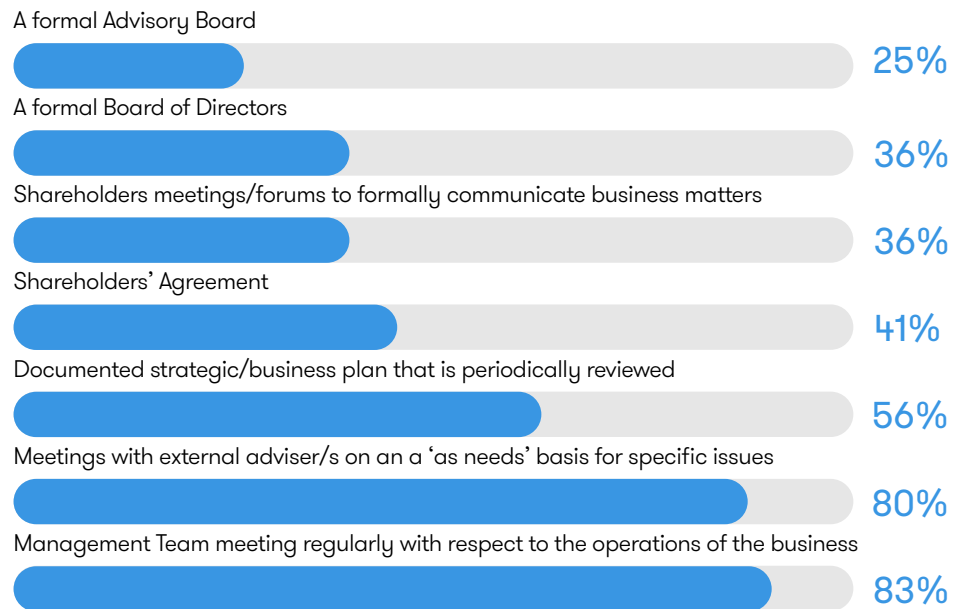 A formal Advisory Board
25%
A formal Board of Directors
36%
Shareholders meetings/forums to formally communicate business matters
36%
Shareholders’ Agreement
41%
Documented strategic/business plan that is periodically reviewed
56%
Meetings with external adviser/s on an a ‘as needs’ basis for specific issues
80%
Management Team meeting regularly with respect to the operations of the business
83%